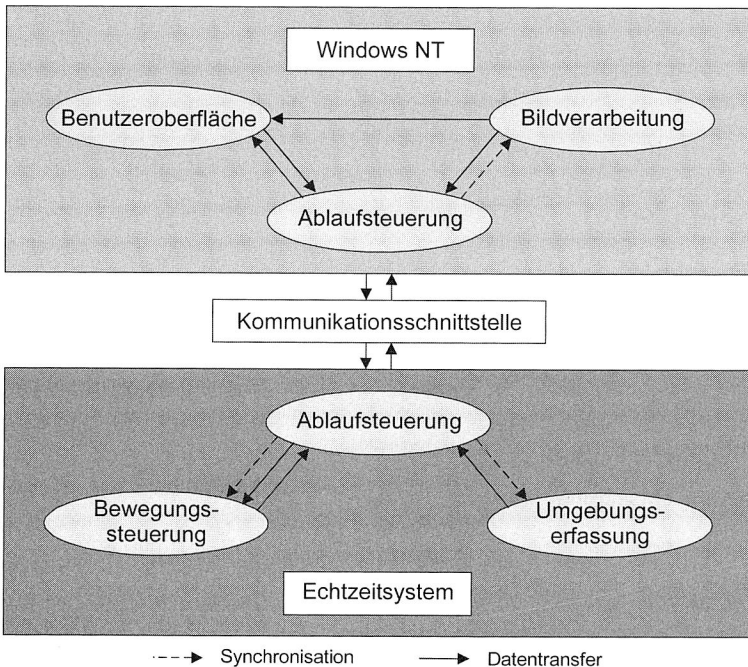 Windows NT
Benutzeroberfläche
Bildverarbeitung
Ablaufsteuerung
Kommunikationsschnittstelle
Ablaufsteuerung
Bewegungs-
steuerung
Umgebungs-
erfassung
Echtzeitsystem
Synchronisation
Datentransfer